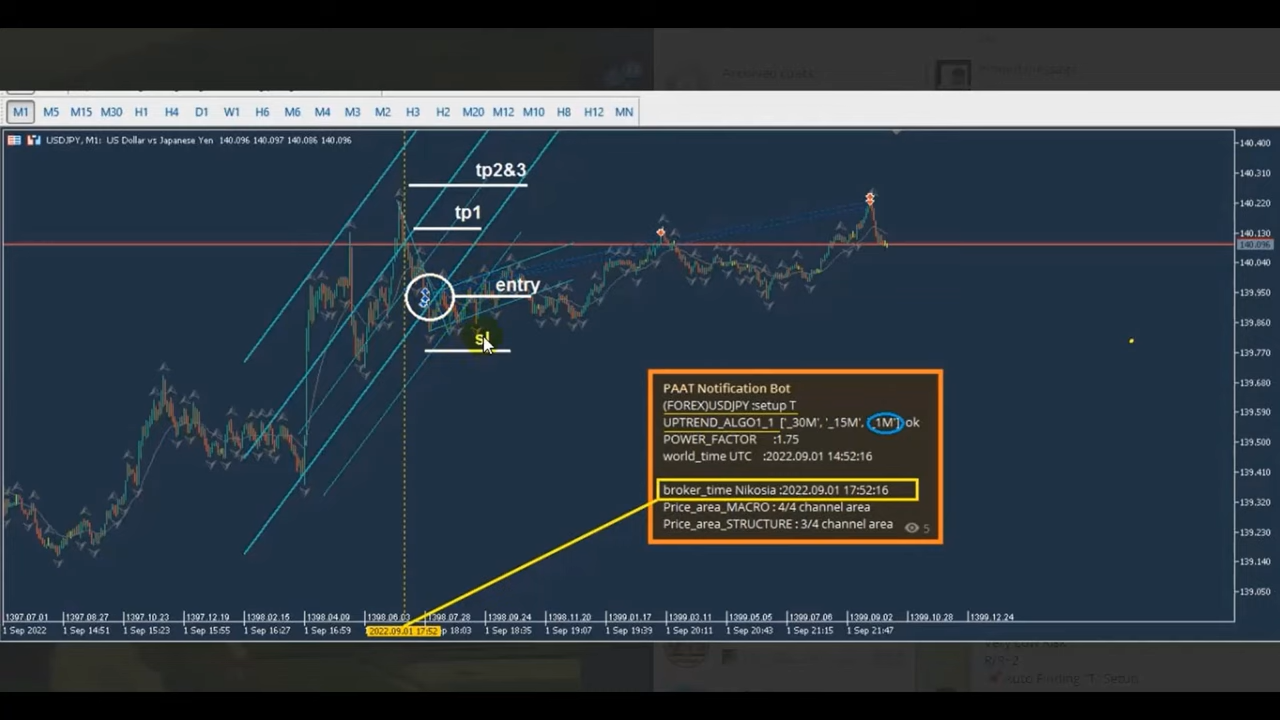 M1 M5 M15 M30 H1 H4 D1 W1 H6 M6 M4 M3 M2 H3 H2 M20 M12 M10 H8 H12 MN
USDJPY, M1: US Dollar vs Japanese Yen 140.096 140.097 140.086 140.096
140.400
tp2&3
140.310
tp1
140.220
140.130
140.096
140.040
entry
139.950
139.860
sl
139.770
139.680
139.590
139.500
139.410
139.320
139.230
139.140
139.050
PAAT Notification Bot
(FOREX)USDJPY :setup T
UPTREND_ALGO1_1 ['_30M', '_15M', '_1M'] ok
POWER_FACTOR :1.75
world_time UTC :2022.09.01 14:52:16
broker_time Nikosia :2022.09.01 17:52:16
Price_area_MACRO : 4/4 channel area
Price_area_STRUCTURE : 3/4 channel area 5
1397.07.01 1397.08.27 1397.10.23 1397.12.19 1398.02.15 1398.04.09 1398.06.03 1398.07.28 1398.09.24 1398.11.20 1399.01.17 1399.03.11 1399.05.05 1399.07.06 1399.09.02 1399.10.28 1399.12.24
1 Sep 2022 1 Sep 14:51 1 Sep 15:23 1 Sep 15:55 1 Sep 16:27 1 Sep 16:59 2022.09.01 17:52 p 18:03 1 Sep 18:35 1 Sep 19:07 1 Sep 19:39 1 Sep 20:11 1 Sep 20:43 1 Sep 21:15 1 Sep 21:47
Auto Finding "T" Setup